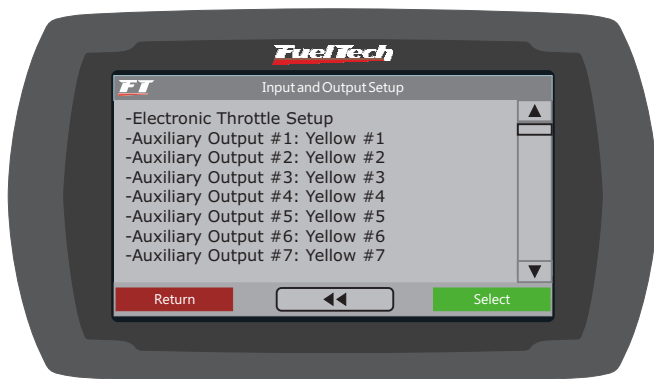 FuelTech
FT
Input and Output Setup
-Electronic Throttle Setup
-Auxiliary Output #1: Yellow #1
-Auxiliary Output #2: Yellow #2
-Auxiliary Output #3: Yellow #3
-Auxiliary Output #4: Yellow #4
-Auxiliary Output #5: Yellow #5
-Auxiliary Output #6: Yellow #6
-Auxiliary Output #7: Yellow #7
Return
Select